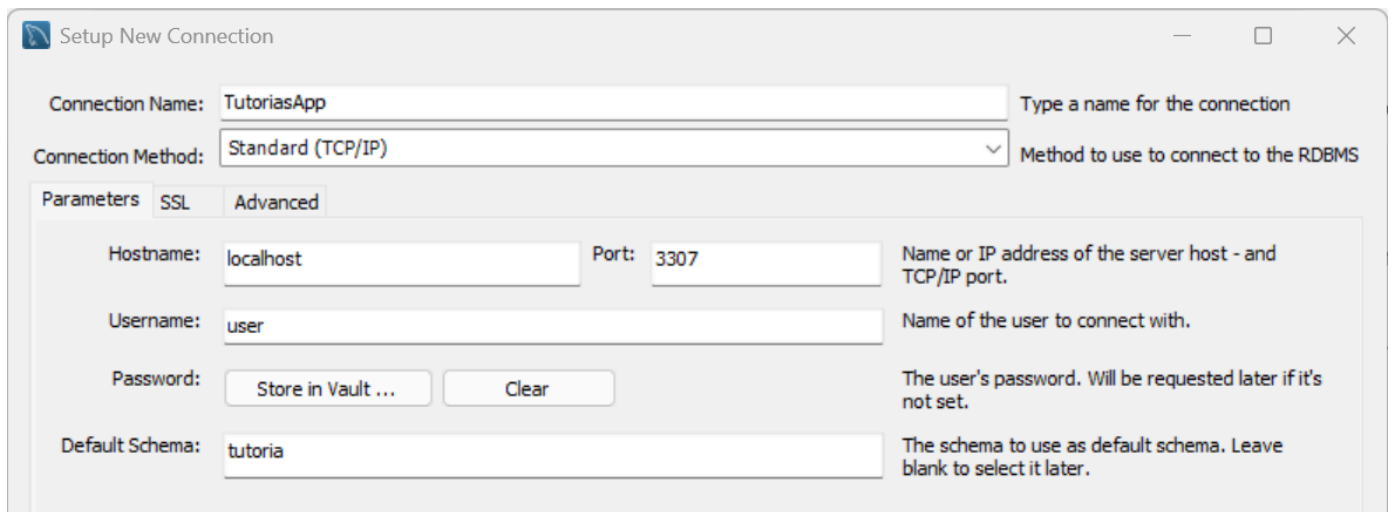 Setup New Connection
Connection Name: TutoriasApp Type a name for the connection
Connection Method: Standard (TCP/IP) Method to use to connect to the RDBMS
Parameters SSL Advanced
Hostname: localhost Port: 3307 Name or IP address of the server host - and
TCP/IP port.
Username: user Name of the user to connect with.
Password: Store in Vault ... Clear The user's password. Will be requested later if it's
not set.
Default Schema: tutoria The schema to use as default schema. Leave
blank to select it later.